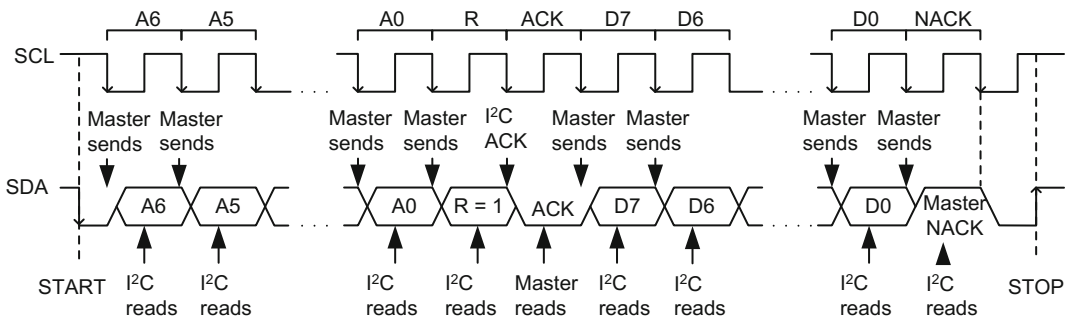 A6 A5 A0 R ACK D7 D6 D0 NACK
SCL
Master sends Master sends Master sends Master sends I²C ACK Master sends Master sends Master sends Master sends
SDA
A6 A5 A0 R = 1 ACK D7 D6 D0 Master NACK
START I²C reads I²C reads I²C reads I²C reads Master reads I²C reads I²C reads I²C reads I²C reads STOP